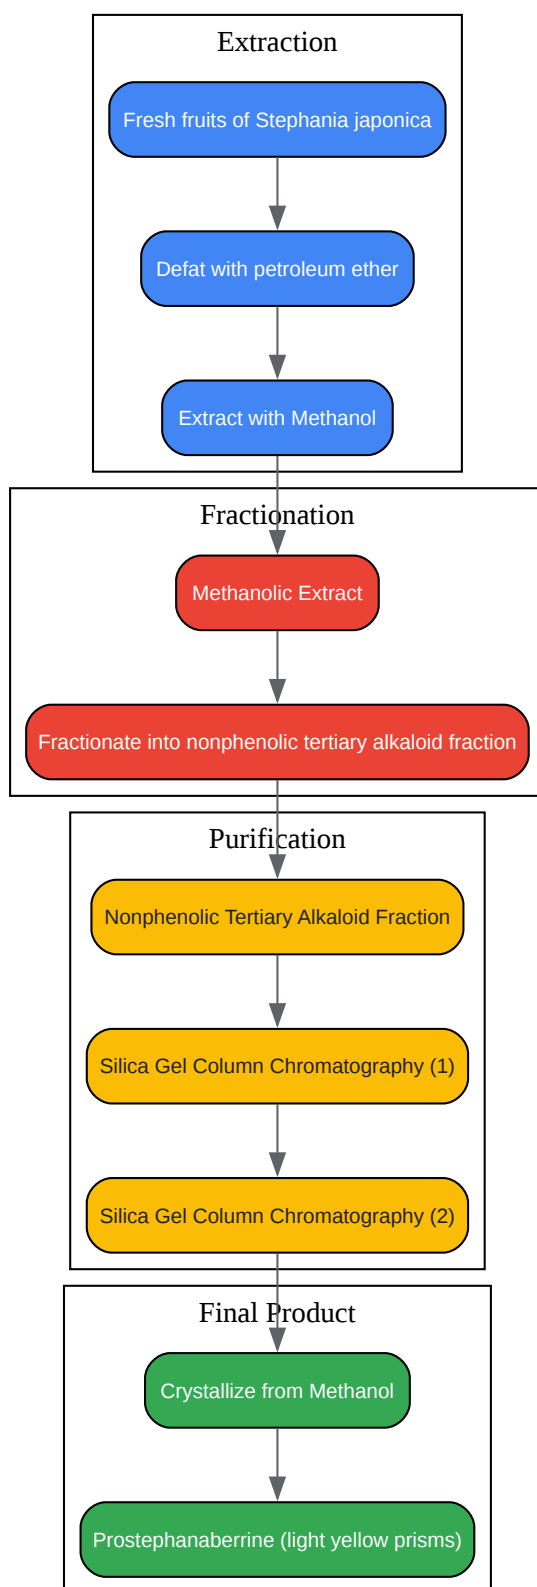 Extraction
Fresh fruits of Stephania japonica
Defat with petroleum ether
Extract with Methanol
Fractionation
Methanolic Extract
Fractionate into nonphenolic tertiary alkaloid fraction
Purification
Nonphenolic Tertiary Alkaloid Fraction
Silica Gel Column Chromatography (1)
Silica Gel Column Chromatography (2)
Final Product
Crystallize from Methanol
Prostephanaberrine (light yellow prisms)